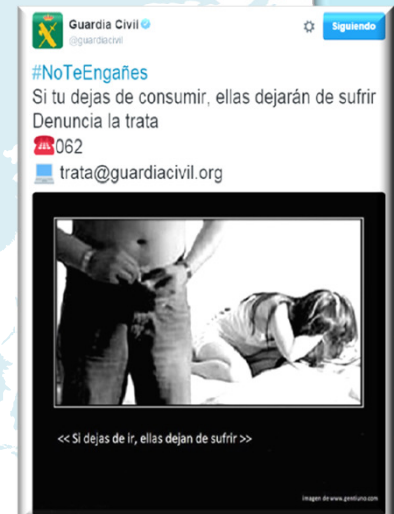 Guardia Civil
@guardiacivil
Siguiendo
#NoTeEngañes
Si tu dejas de consumir, ellas dejarán de sufrir
Denuncia la trata
062
trata@guardiacivil.org
<< Si dejas de ir, ellas dejan de sufrir >>
imagen de www.gentiuno.com